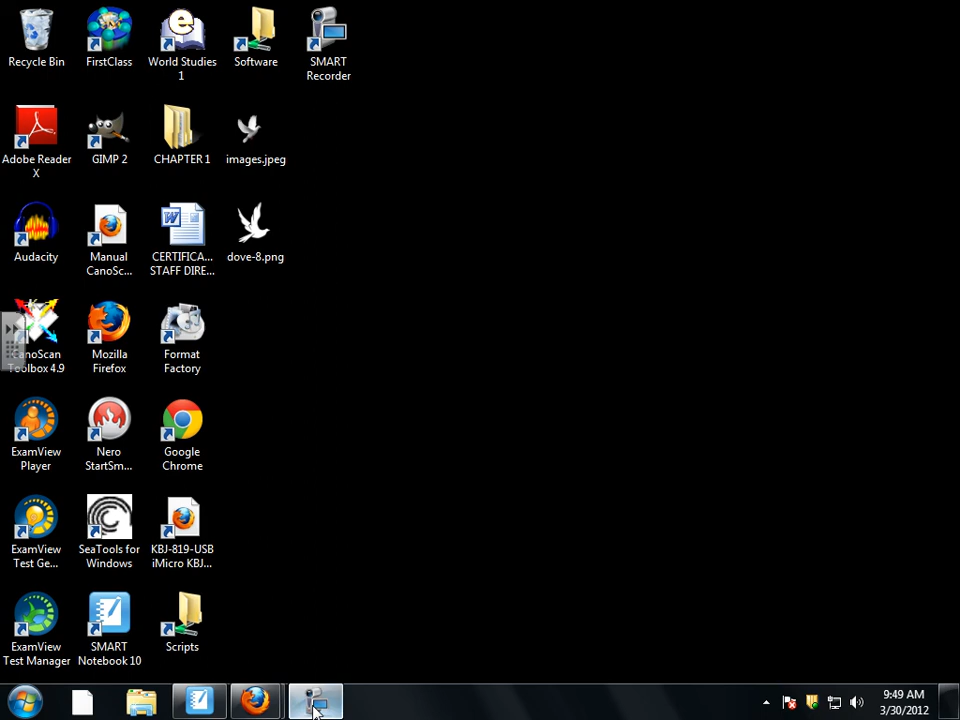 Recycle Bin
FirstClass
World Studies
1
Software
SMART
Recorder
Adobe Reader
X
GIMP 2
CHAPTER 1
images.jpeg
Audacity
Manual
CanoSc...
CERTIFICA...
STAFF DIRE...
dove-8.png
CanoScan
Toolbox 4.9
Mozilla
Firefox
Format
Factory
ExamView
Player
Nero
StartSm...
Google
Chrome
ExamView
Test Ge...
SeaTools for
Windows
KBJ-819-USB
iMicro KBJ...
ExamView
Test Manager
SMART
Notebook 10
Scripts
9:49 AM
3/30/2012